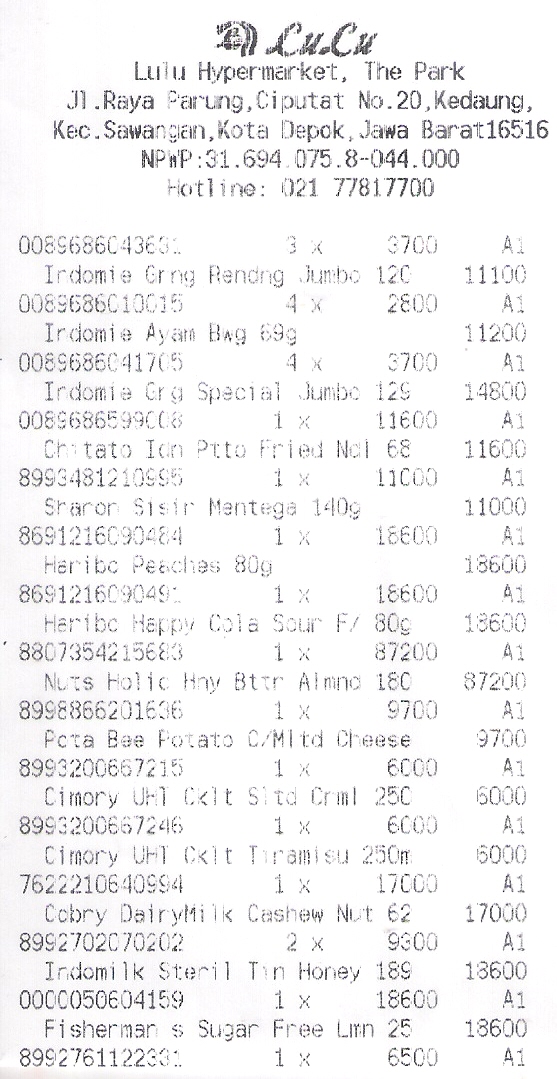 LuLu
Lulu Hypermarket, The Park
Jl.Raya Parung,Ciputat No.20,Kedaung,
Kec.Sawangan,Kota Depok,Jawa Barat16516
NPWP:31.694.075.8-044.000
Hotline: 021 77817700
0089686043631 3 x 3700 A1
Indomie Grng Rendng Jumbo 120 11100
0089686010015 4 x 2800 A1
Indomie Ayam Bwg 69g 11200
0089686041705 4 x 3700 A1
Indomie Grg Special Jumbo 129 14800
0089686599008 1 x 11600 A1
Chitato Idn Ptto Fried Ndl 68 11600
8993481210995 1 x 11000 A1
Sharon Sisir Mentega 140g 11000
8691216090484 1 x 18600 A1
Haribo Peaches 80g 18600
8691216090491 1 x 18600 A1
Haribo Happy Cola Sour F/ 80g 18600
8807354215683 1 x 87200 A1
Nuts Holic Hny Bttr Almnd 180 87200
8998866201636 1 x 9700 A1
Pota Bee Potato C/Mltd Cheese 9700
8993200667215 1 x 6000 A1
Cimory UHT Cklt Sltd Crml 250 6000
8993200667246 1 x 6000 A1
Cimory UHT Cklt Tiramisu 250m 6000
7622210640994 1 x 17000 A1
Cdbry DairyMilk Cashew Nut 62 17000
8992702070202 2 x 9300 A1
Indomilk Steril Tin Honey 189 18600
0000050604159 1 x 18600 A1
Fisherman s Sugar Free Lmn 25 18600
8992761122331 1 x 6500 A1